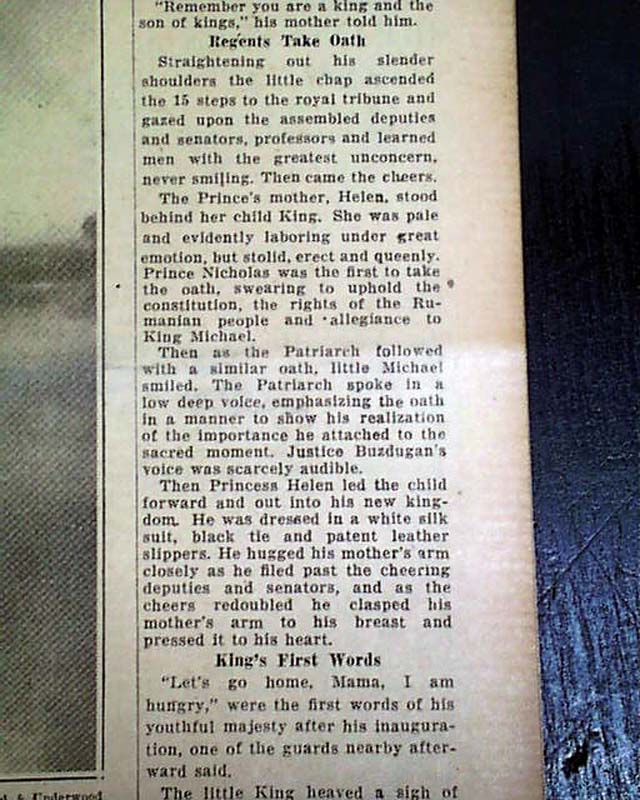 "Remember you are a king and the
son of kings," his mother told him.
Regents Take Oath
Straightening out his slender
shoulders the little chap ascended
the 15 steps to the royal tribune and
gazed upon the assembled deputies
and senators, professors and learned
men with the greatest unconcern,
never smiling. Then came the cheers.
The Prince's mother, Helen, stood
behind her child King. She was pale
and evidently laboring under great
emotion, but stolid, erect and queenly.
Prince Nicholas was the first to take
the oath, swearing to uphold the
constitution, the rights of the Ru-
manian people and allegiance to
King Michael.
Then as the Patriarch followed
with a similar oath, little Michael
smiled. The Patriarch spoke in a
low deep voice, emphasizing the oath
in a manner to show his realization
of the importance he attached to the
sacred moment. Justice Buzdugan's
voice was scarcely audible.
Then Princess Helen led the child
forward and out into his new king-
dom. He was dressed in a white silk
suit, black tie and patent leather
slippers. He hugged his mother's arm
closely as he filed past the cheering
deputies and senators, and as the
cheers redoubled he clasped his
mother's arm to his breast and
pressed it to his heart.
King's First Words
"Let's go home, Mama, I am
hungry," were the first words of his
youthful majesty after his inaugura-
tion, one of the guards nearby after-
ward said.
The little King heaved a sigh of
& Underwood